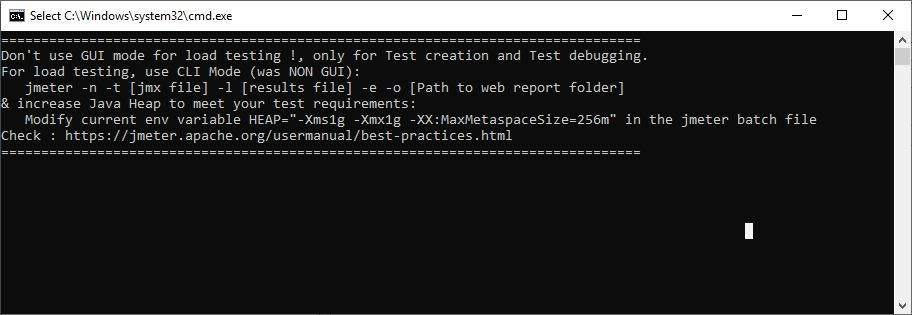 Select C:\Windows\system32\cmd.exe
================================================================================
Don't use GUI mode for load testing !, only for Test creation and Test debugging.
For load testing, use CLI Mode (was NON GUI):
   jmeter -n -t [jmx file] -l [results file] -e -o [Path to web report folder]
& increase Java Heap to meet your test requirements:
   Modify current env variable HEAP="-Xms1g -Xmx1g -XX:MaxMetaspaceSize=256m" in the jmeter batch file
Check : https://jmeter.apache.org/usermanual/best-practices.html
================================================================================